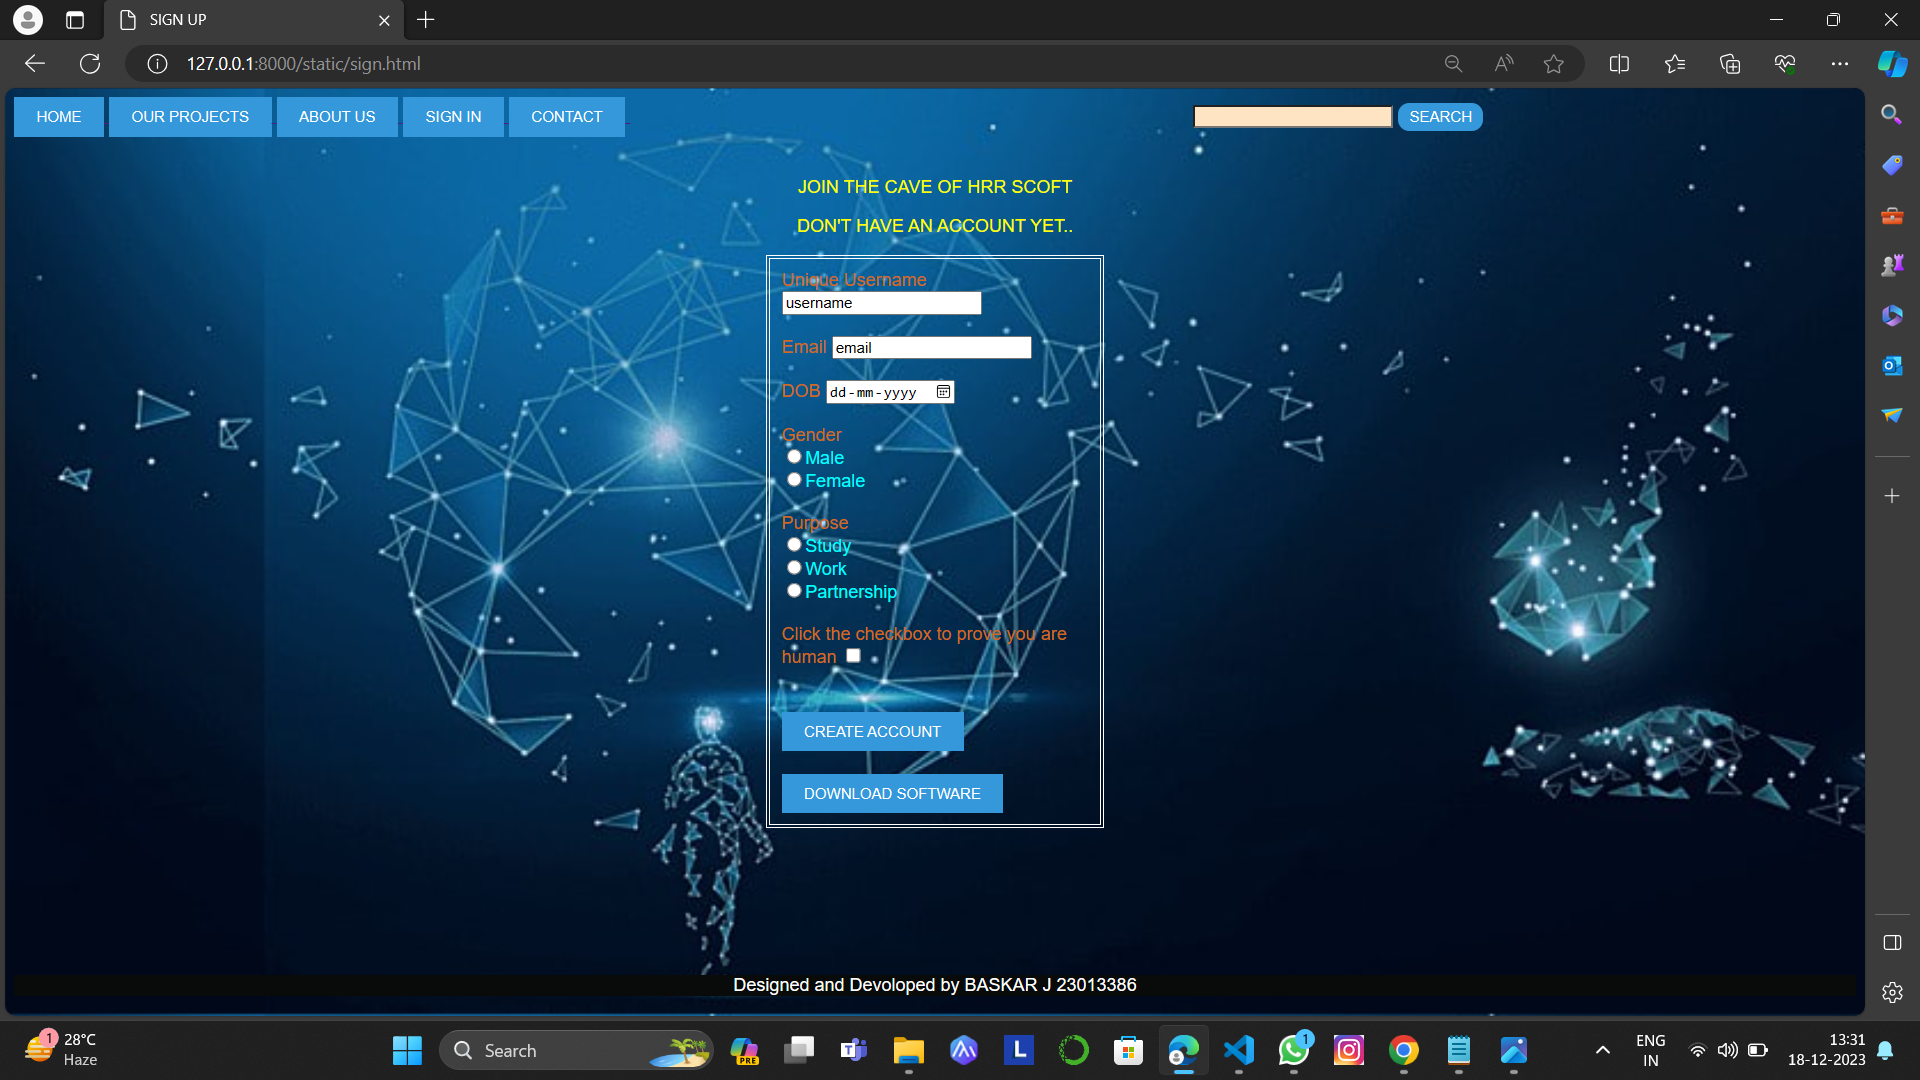 SIGN UP
127.0.0.1:8000/static/sign.html
HOME
OUR PROJECTS
ABOUT US
SIGN IN
CONTACT
SEARCH
JOIN THE CAVE OF HRR SCOFT
DON'T HAVE AN ACCOUNT YET..
Unique Username
username
Email email
DOB dd-mm-yyyy
Gender
Male
Female
Purpose
Study
Work
Partnership
Click the checkbox to prove you are
human
CREATE ACCOUNT
DOWNLOAD SOFTWARE
Designed and Devoloped by BASKAR J 23013386
1
28°C
Haze
Search
PRE
L
1
ENG
IN
13:31
18-12-2023